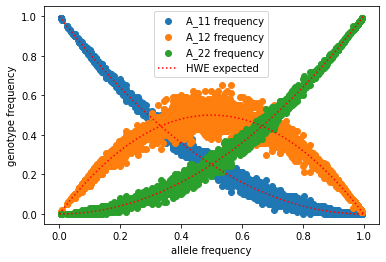 1.0
0.8
0.6
0.4
0.2
0.0
genotype frequency
A_11 frequency
A_12 frequency
A_22 frequency
HWE expected
0.0 0.2 0.4 0.6 0.8 1.0
allele frequency